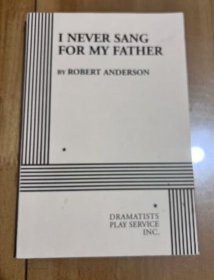 I NEVER SANG
FOR MY FATHER
BY ROBERT ANDERSON
DRAMATISTS
PLAY SERVICE
INC.